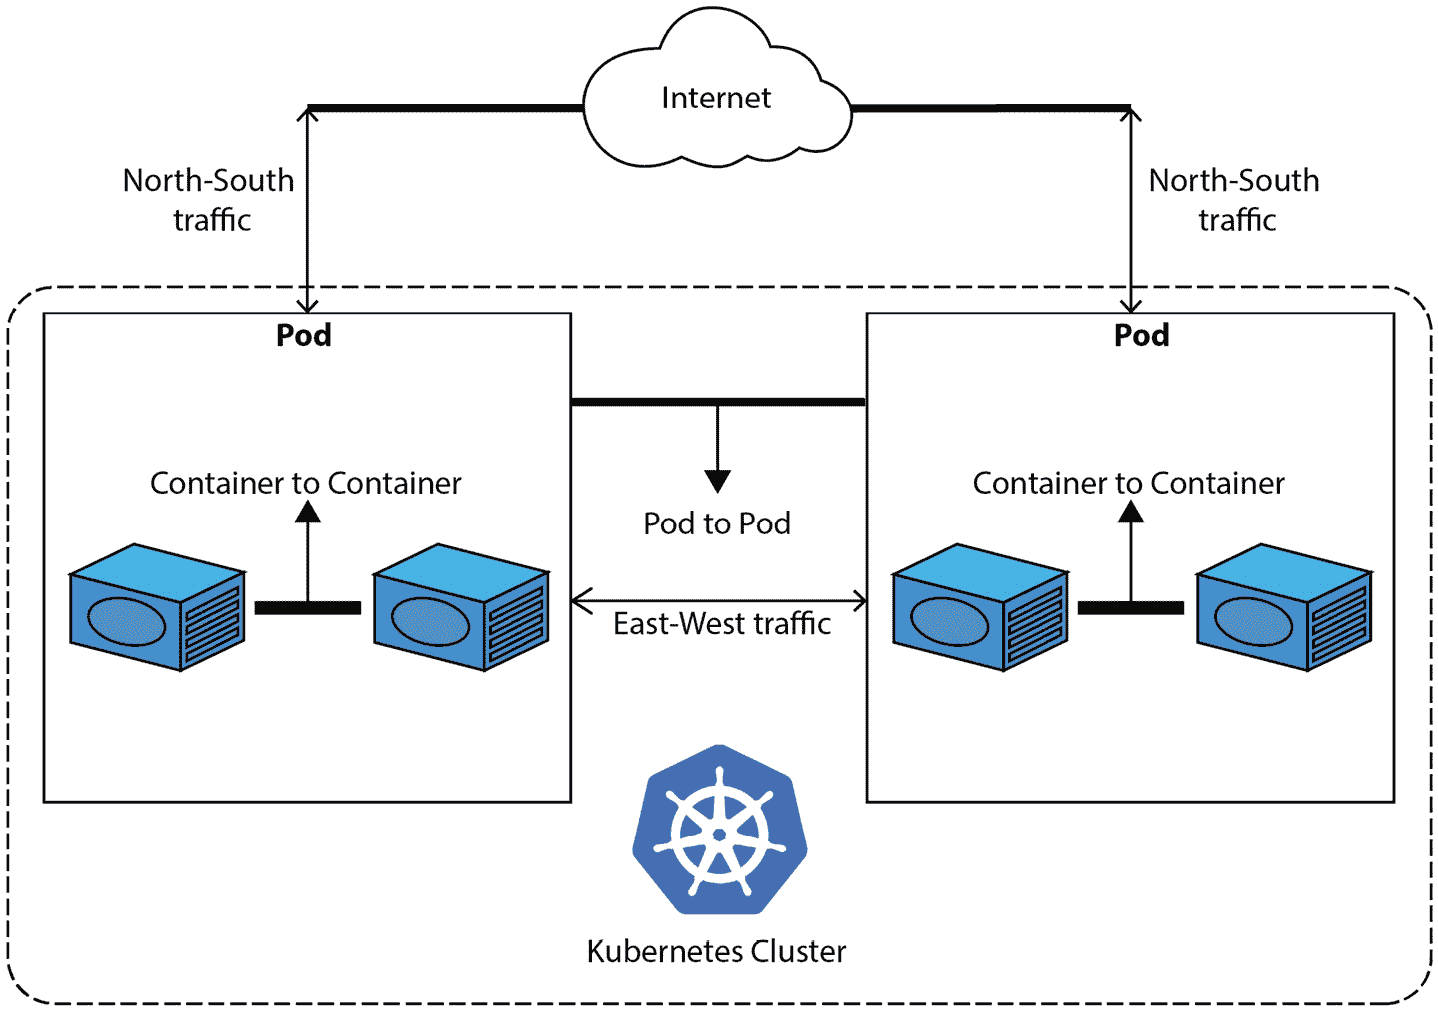 Internet
North-South
traffic
North-South
traffic
Pod
Pod
Container to Container
Container to Container
Pod to Pod
East-West traffic
Kubernetes Cluster